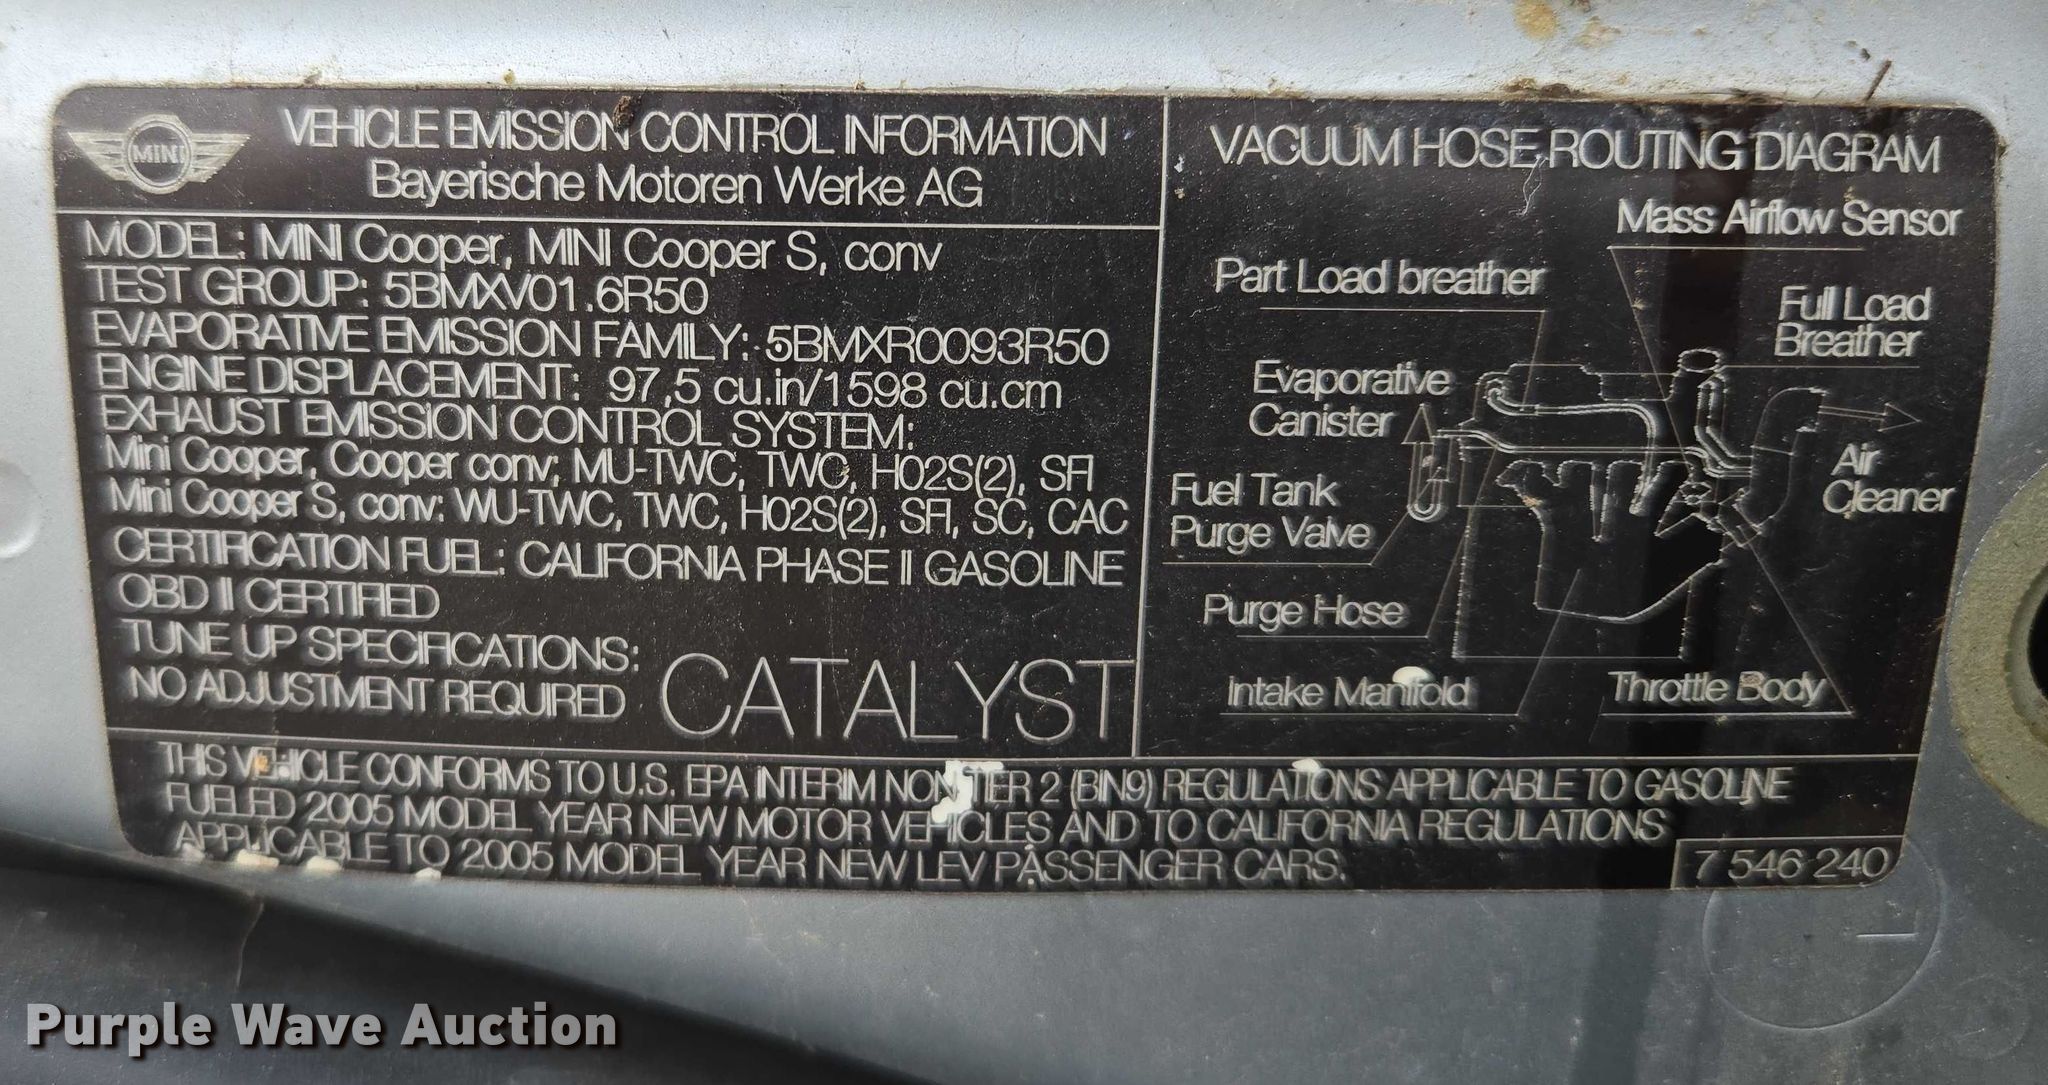 MINI
VEHICLE EMISSION CONTROL INFORMATION
Bayerische Motoren Werke AG
MODEL: MINI Cooper, MINI Cooper S, conv
TEST GROUP: 5BMXV01.6R50
EVAPORATIVE EMISSION FAMILY: 5BMXR0093R50
ENGINE DISPLACEMENT: 97,5 cu.in/1598 cu.cm
EXHAUST EMISSION CONTROL SYSTEM:
Mini Cooper, Cooper conv; MU-TWC, TWC, H02S(2), SFI
Mini Cooper S, conv: WU-TWC, TWC, H02S(2), SFI, SC, CAC
CERTIFICATION FUEL: CALIFORNIA PHASE II GASOLINE
OBD II CERTIFIED
TUNE UP SPECIFICATIONS:
NO ADJUSTMENT REQUIRED
CATALYST
VACUUM HOSE ROUTING DIAGRAM
Mass Airflow Sensor
Part Load breather
Full Load
Breather
Evaporative
Canister
Air
Cleaner
Fuel Tank
Purge Valve
Purge Hose
Intake Manifold
Throttle Body
THIS VEHICLE CONFORMS TO U.S. EPA INTERIM NON TIER 2 (BIN9) REGULATIONS APPLICABLE TO GASOLINE
FUELED 2005 MODEL YEAR NEW MOTOR VEHICLES AND TO CALIFORNIA REGULATIONS
APPLICABLE TO 2005 MODEL YEAR NEW LEV PASSENGER CARS.
7 546 240
Purple Wave Auction